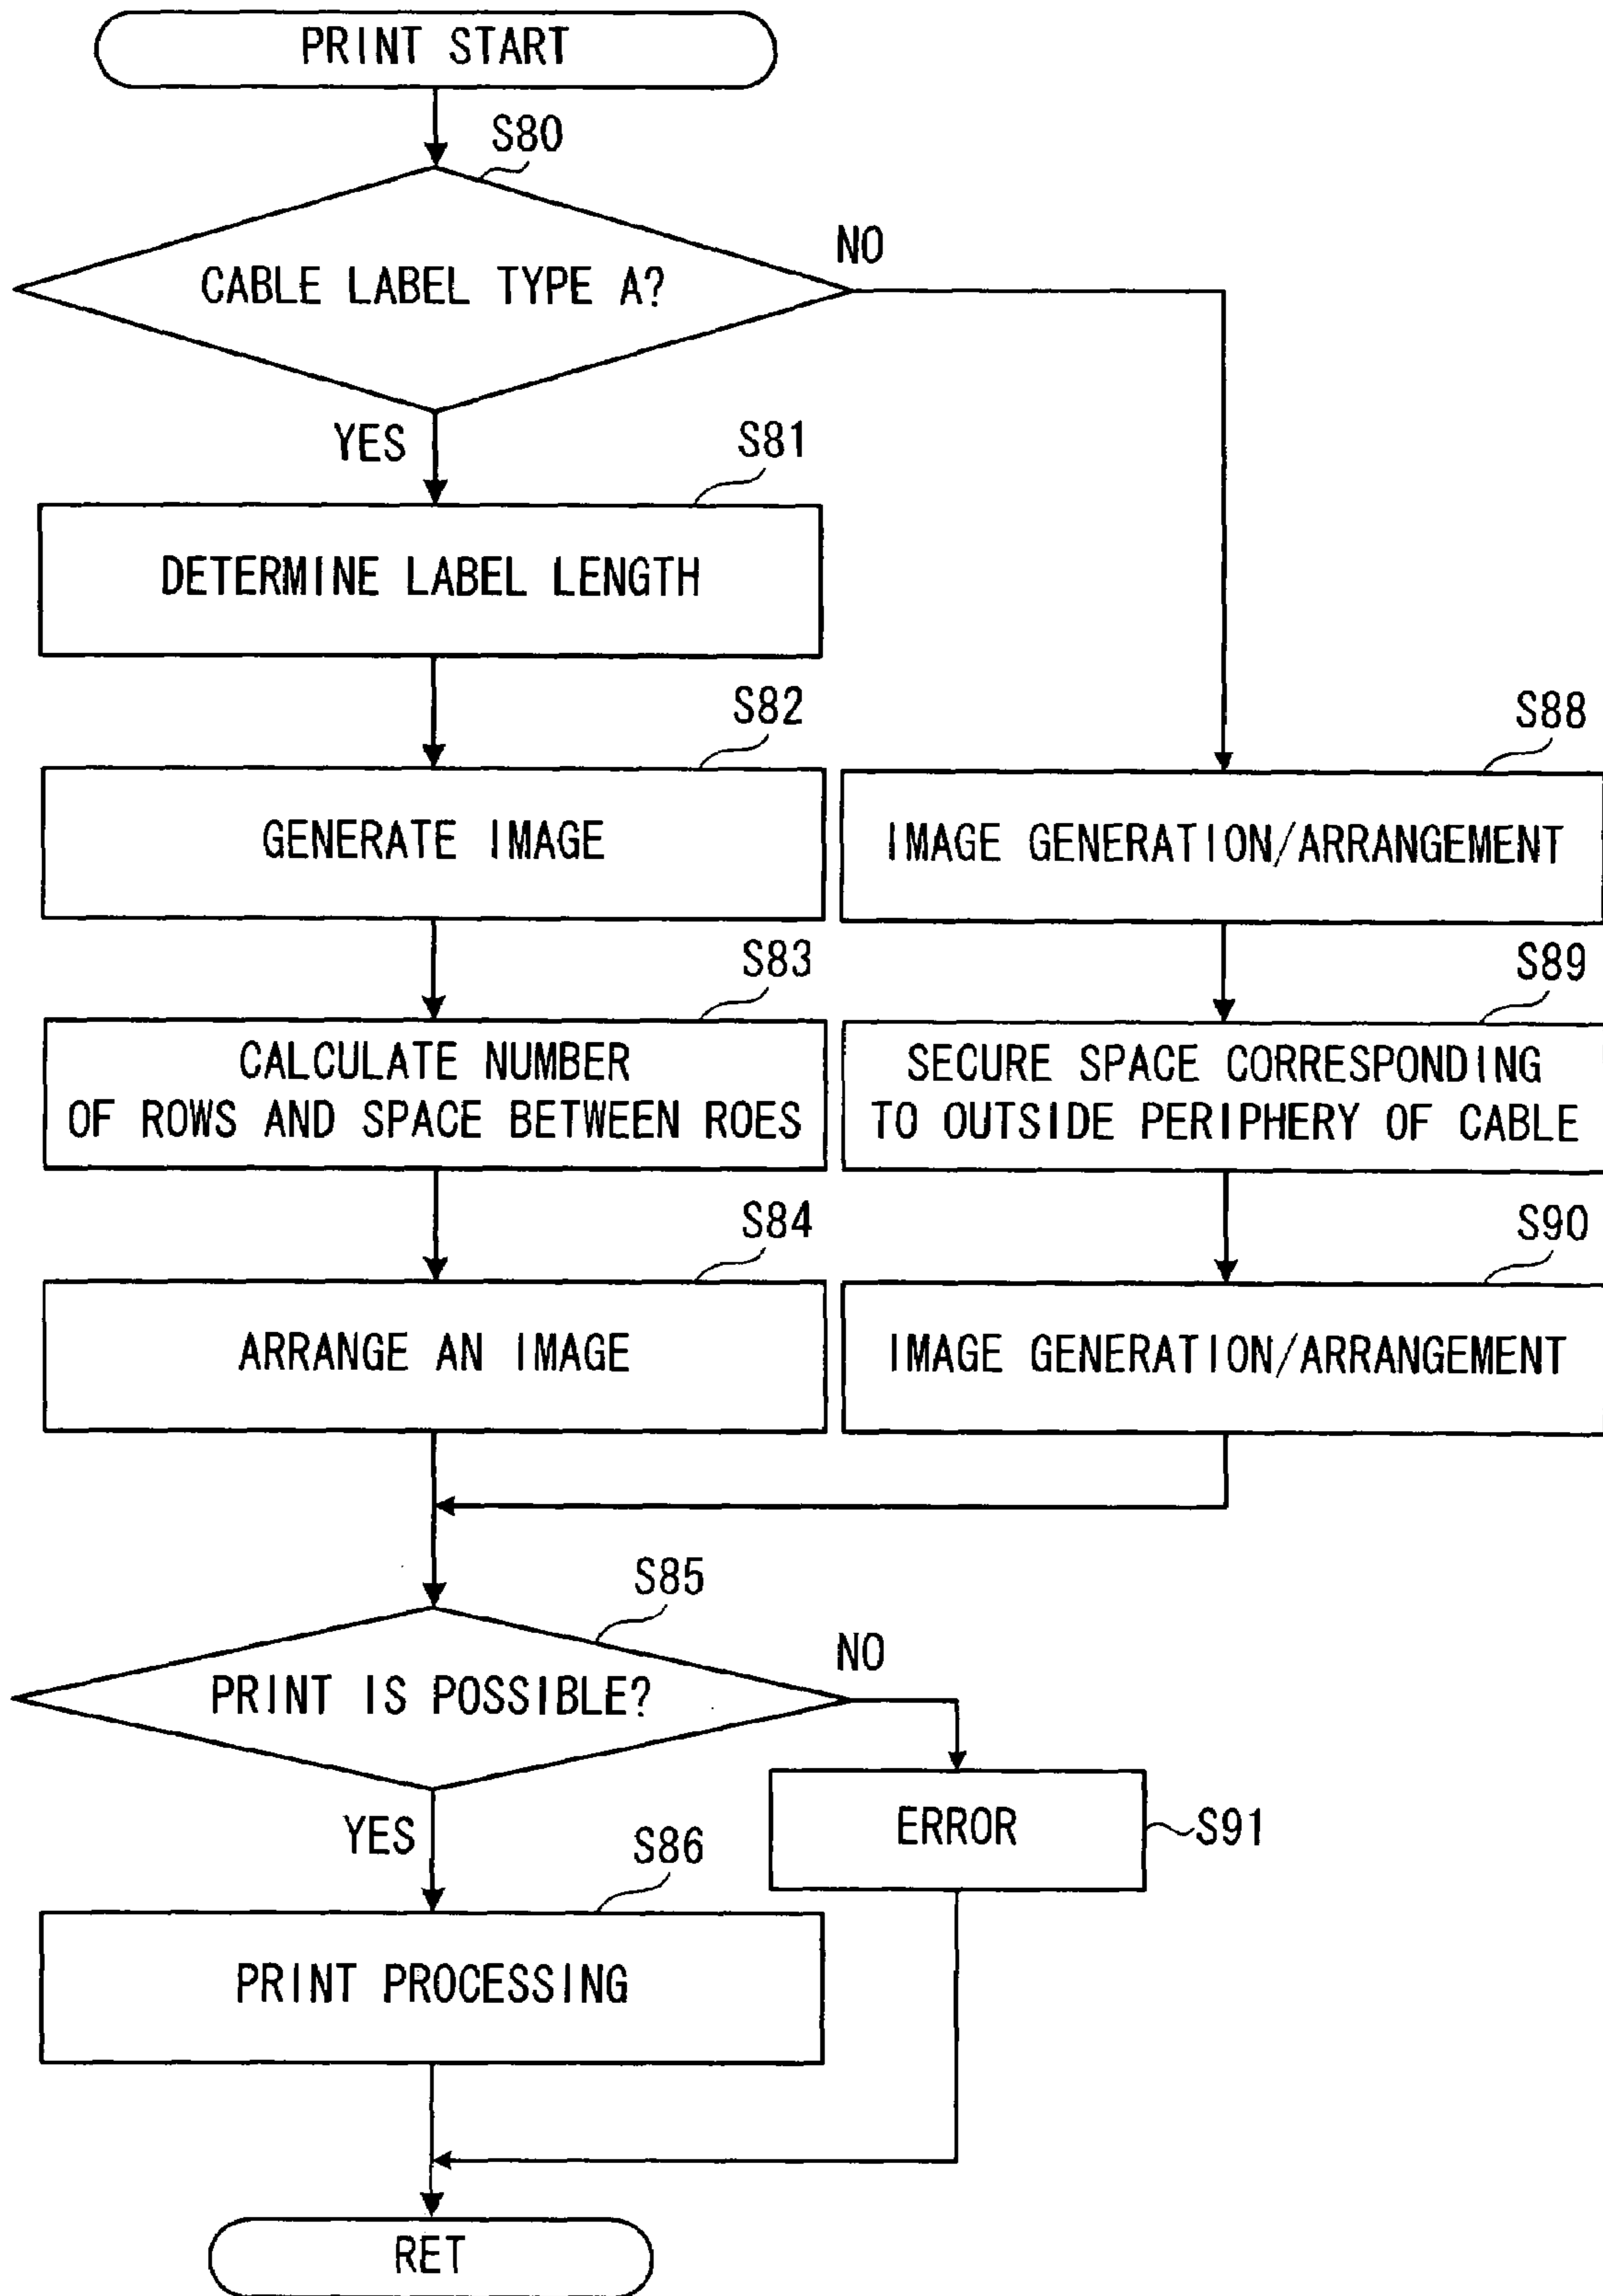 PRINT START
S80
CABLE LABEL TYPE A?
NO
YES
S81
DETERMINE LABEL LENGTH
S82
GENERATE IMAGE
S88
IMAGE GENERATION/ARRANGEMENT
S83
CALCULATE NUMBER
OF ROWS AND SPACE BETWEEN ROES
S89
SECURE SPACE CORRESPONDING
TO OUTSIDE PERIPHERY OF CABLE
S84
ARRANGE AN IMAGE
S90
IMAGE GENERATION/ARRANGEMENT
S85
PRINT IS POSSIBLE?
NO
YES
ERROR
S91
S86
PRINT PROCESSING
RET